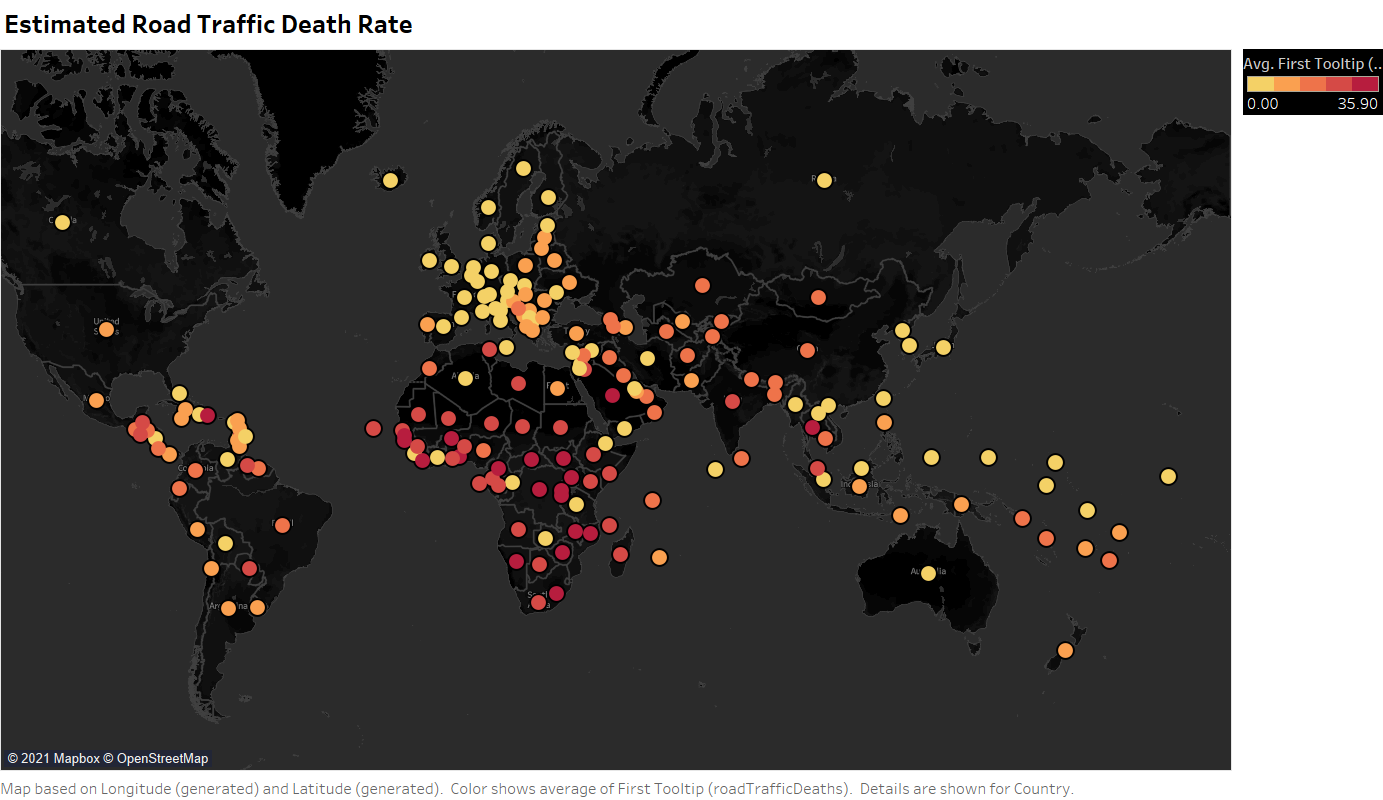 Estimated Road Traffic Death Rate
Avg. First Tooltip (..
0.00 35.90
© 2021 Mapbox © OpenStreetMap
Map based on Longitude (generated) and Latitude (generated). Color shows average of First Tooltip (roadTrafficDeaths). Details are shown for Country.